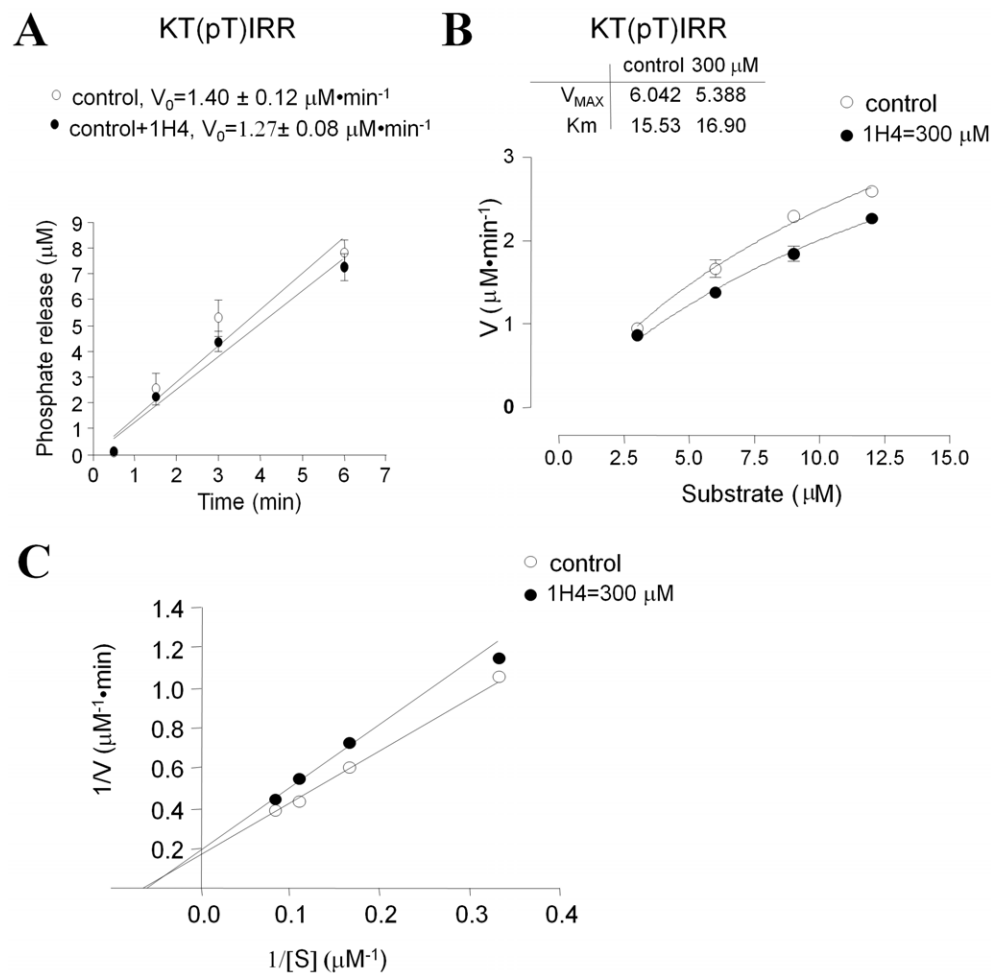 A
KT(pT)IRR
control, V0=1.40 ± 0.12 μM•min-1
control+1H4, V0=1.27± 0.08 μM•min-1
Phosphate release (μM)
9
8
7
6
5
4
3
2
1
0
0 1 2 3 4 5 6 7
Time (min)
B
KT(pT)IRR
control 300 μM
VMAX 6.042 5.388
Km 15.53 16.90
control
1H4=300 μM
V (μM•min-1)
3
2
1
0
0.0 2.5 5.0 7.5 10.0 12.5 15.0
Substrate (μM)
C
control
1H4=300 μM
1/V (μM-1•min)
1.4
1.2
1.0
0.8
0.6
0.4
0.2
0.0 0.1 0.2 0.3 0.4
1/[S] (μM-1)